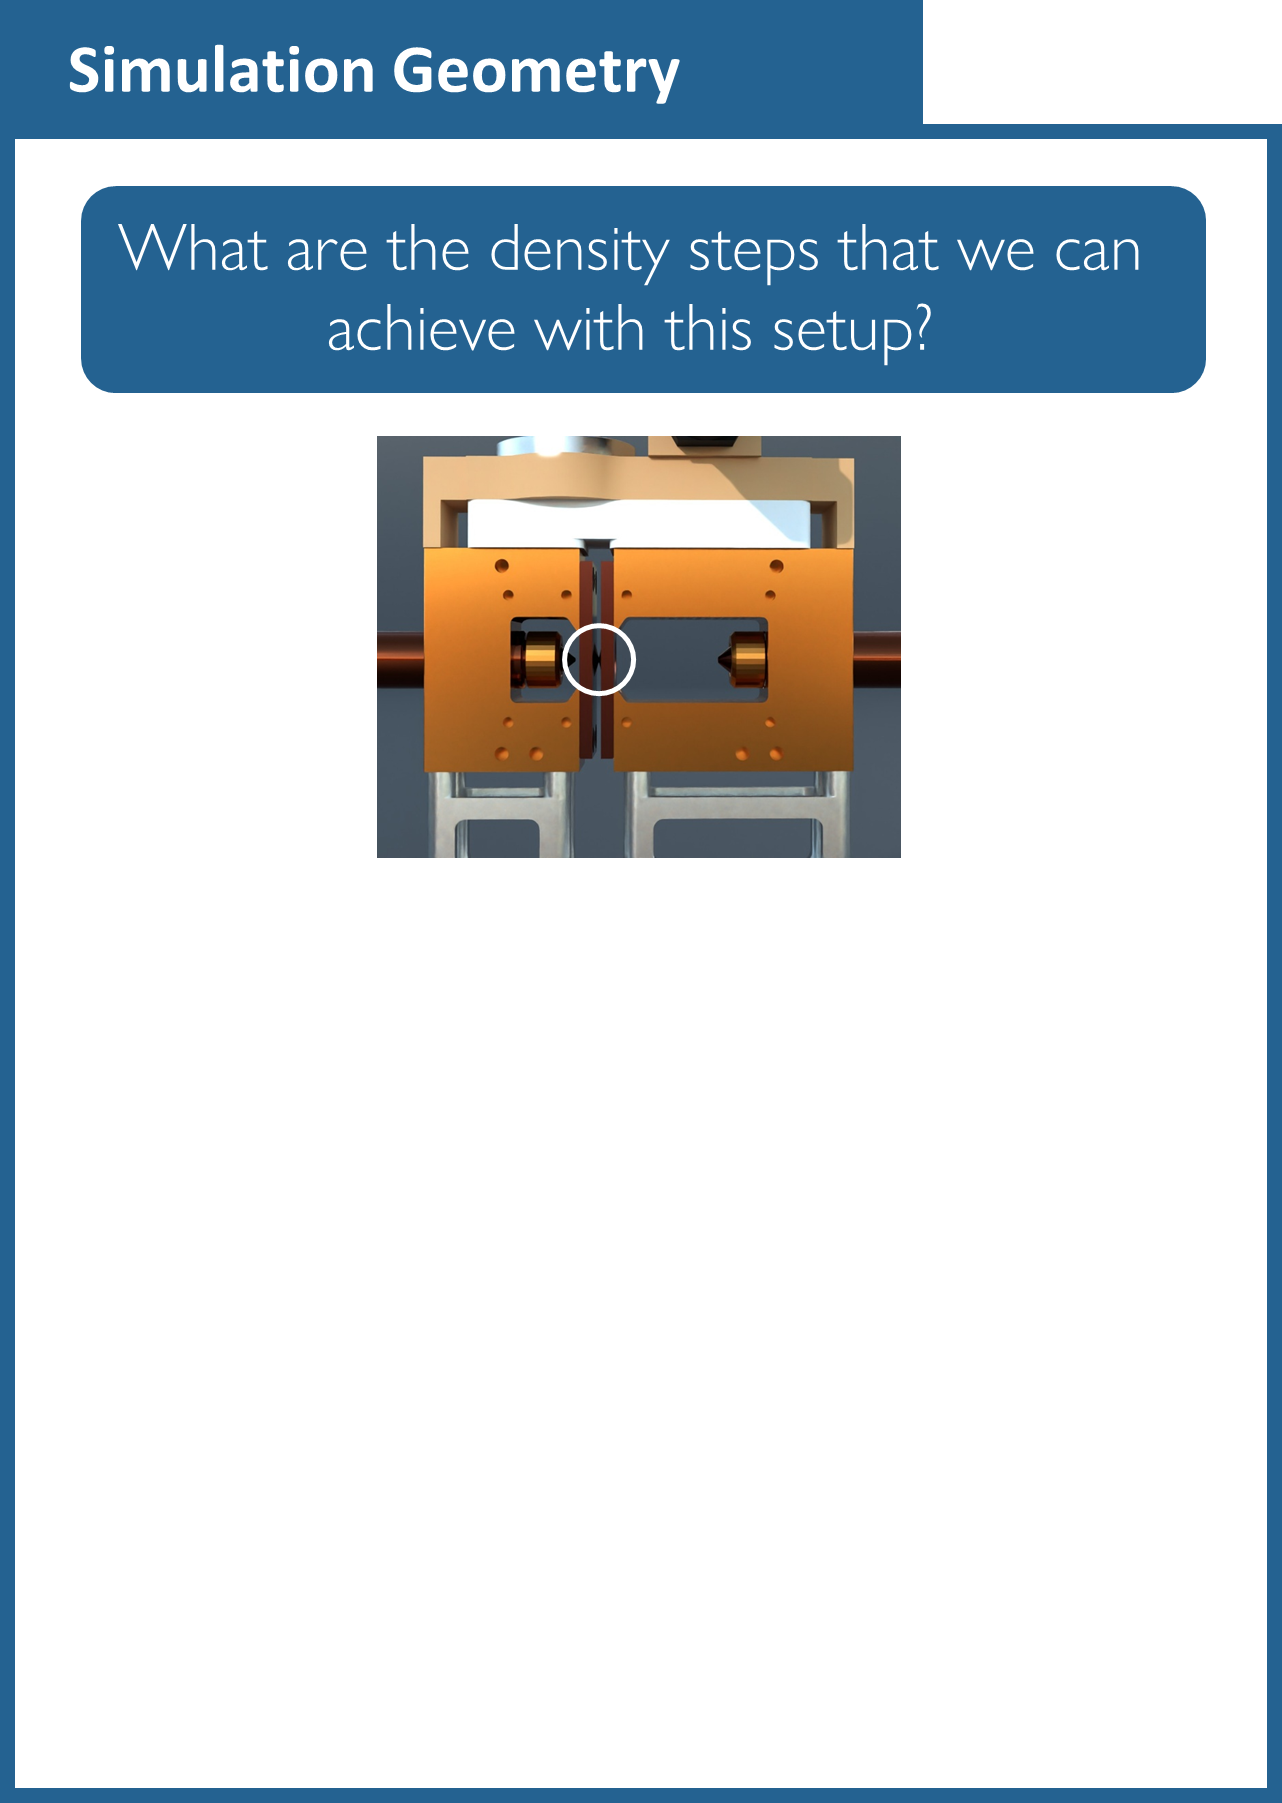 Simulation Geometry
What are the density steps that we can
achieve with this setup?